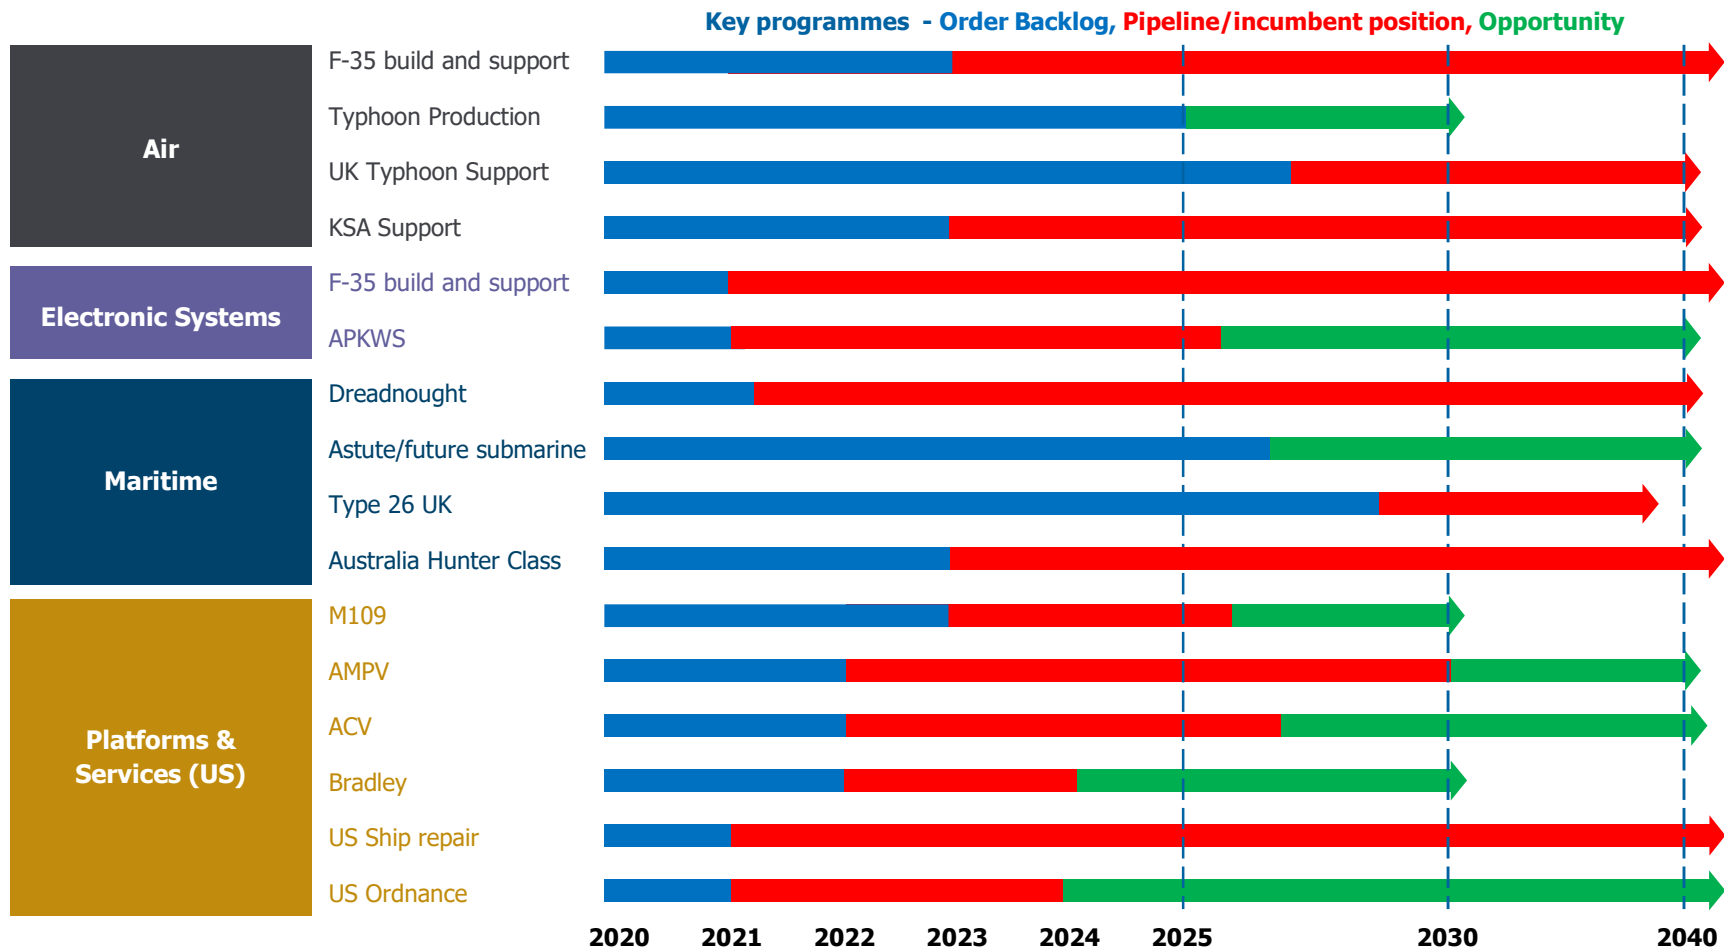 Key programmes - Order Backlog, Pipeline/incumbent position, Opportunity
Air
F-35 build and support
Typhoon Production
UK Typhoon Support
KSA Support
Electronic Systems
F-35 build and support
APKWS
Maritime
Dreadnought
Astute/future submarine
Type 26 UK
Australia Hunter Class
Platforms &
Services (US)
M109
AMPV
ACV
Bradley
US Ship repair
US Ordnance
2020 2021 2022 2023 2024 2025 2030 2040